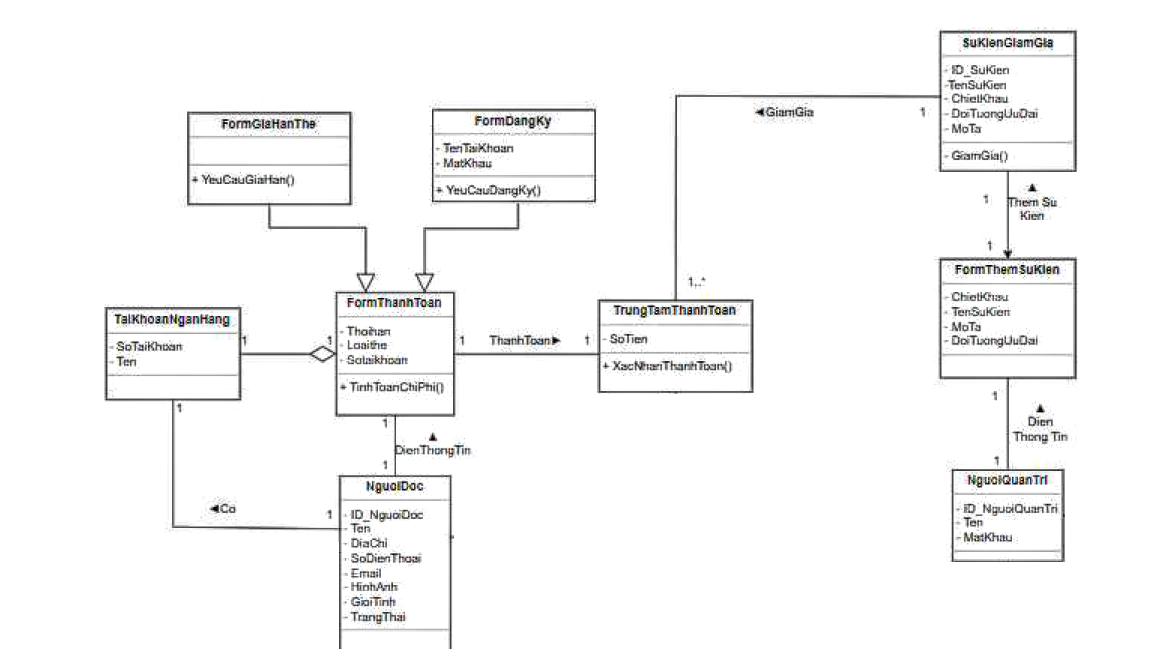 SuKienGiamGia
- ID_SuKien
-TenSuKien
- ChietKhau
- DoiTuongUuDai
- MoTa
- GiamGia()
◄GiamGia
1
1..*
FormGiaHanThe
+ YeuCauGiaHan()
FormDangKy
- TenTaiKhoan
- MatKhau
+ YeuCauDangKy()
1
▲
Them Su
Kien
1
FormThemSuKien
- ChietKhau
- TenSuKien
- MoTa
- DoiTuongUuDai
TaiKhoanNganHang
- SoTaiKhoan
- Ten
1
1
FormThanhToan
- Thoihan
- Loaithe
- Sotaikhoan
+ TinhToanChiPhi()
1
ThanhToan►
1
TrungTamThanhToan
- SoTien
+ XacNhanThanhToan()
1
1
▲
DienThongTin
1
1
▲
Dien
Thong Tin
1
◄Co
1
NguoiDoc
- ID_NguoiDoc
- Ten
- DiaChi
- SoDienThoai
- Email
- HinhAnh
- GioiTinh
- TrangThai
NguoiQuanTri
- ID_NguoiQuanTri
- Ten
- MatKhau